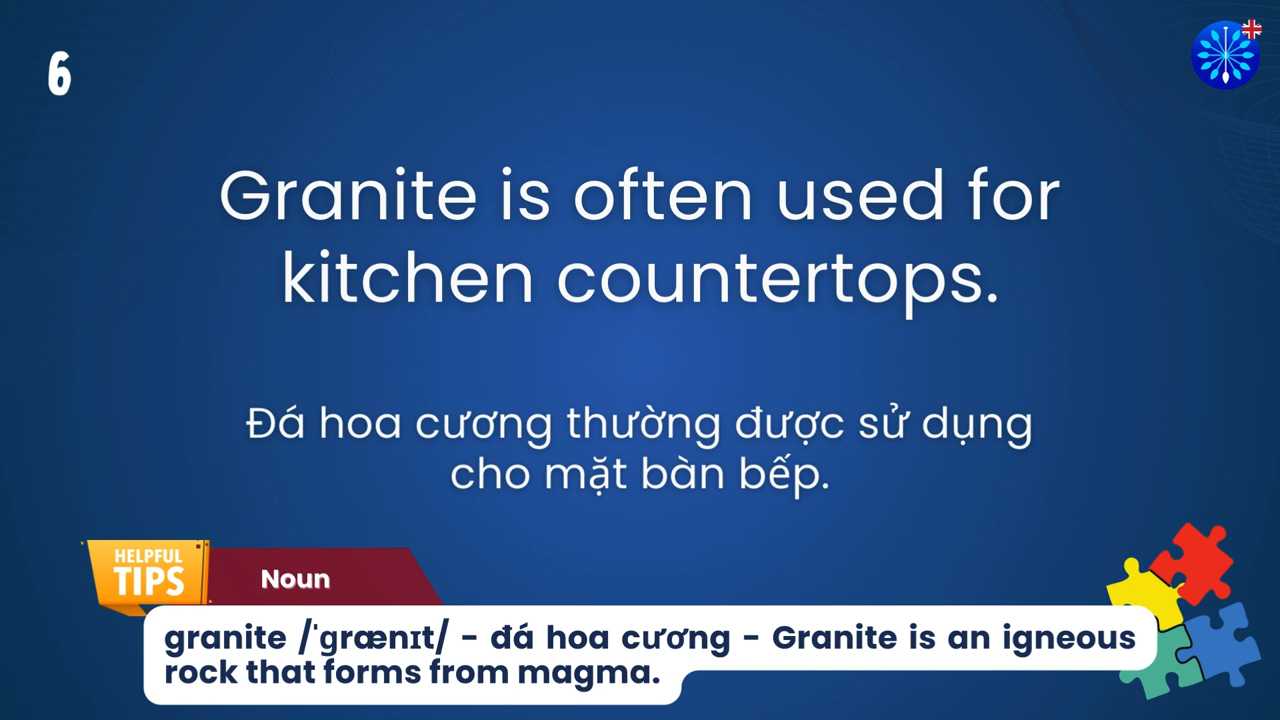 6
Granite is often used for
kitchen countertops.
Đá hoa cương thường được sử dụng
cho mặt bàn bếp.
HELPFUL
TIPS
Noun
granite /ˈɡrænɪt/ - đá hoa cương - Granite is an igneous
rock that forms from magma.